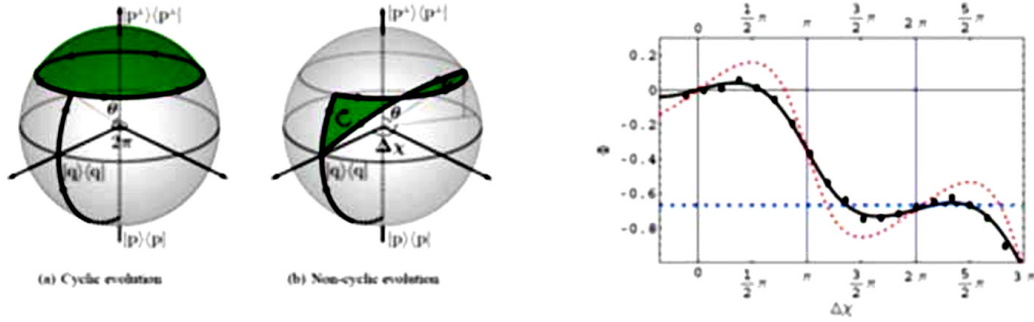 |p⊥⟩⟨p⊥|
θ
2π
|q⟩⟨q|
|p⟩⟨p|
(a) Cyclic evolution
|p⊥⟩⟨p⊥|
C
θ
Δχ
|q⟩⟨q|
|p⟩⟨p|
(b) Non-cyclic evolution
0 1/2 π π 3/2 π 2 π 5/2 π
0.2
0
-0.2
-0.4
-0.6
-0.8
Φ
0 1/2 π π 3/2 π 2 π 5/2 π 3 π
Δχ